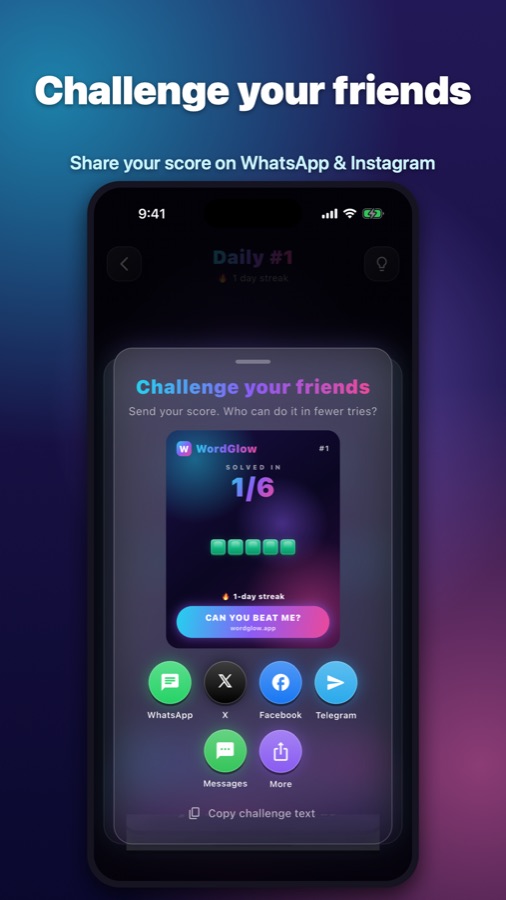 Challenge your friends
Share your score on WhatsApp & Instagram
9:41
Daily #1
🔥 1 day streak
Challenge your friends
Send your score. Who can do it in fewer tries?
W WordGlow #1
SOLVED IN
1/6
🔥 1-day streak
CAN YOU BEAT ME?
wordglow.app
WhatsApp X Facebook Telegram
Messages More
Copy challenge text